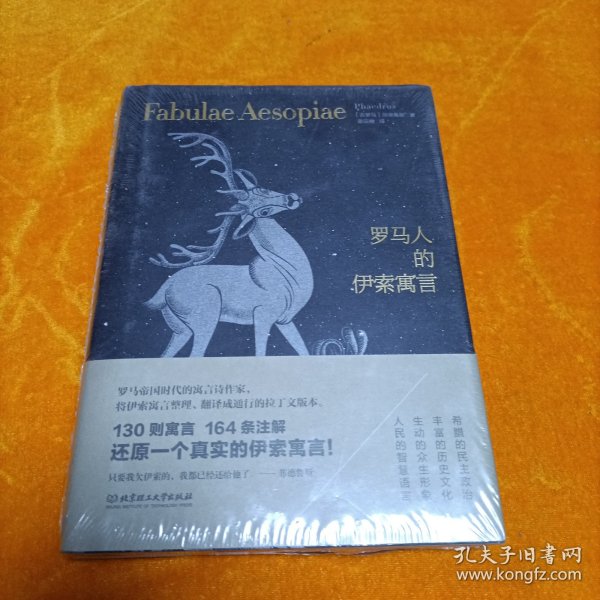 Fabulae Aesopiae
Phaedrus
罗马人
的
伊索寓言
罗马帝国时代的寓言诗作家，
将伊索寓言整理、翻译成通行的拉丁文版本。
130 则寓言 164 条注解
还原一个真实的伊索寓言！
只要我欠伊索的，我都已经还给他了 ——菲德鲁斯
希腊的民主政治
丰富的历史文化
生动的众生形象
人民的智慧语言
北京理工大学出版社
BEIJING INSTITUTE OF TECHNOLOGY PRESS
孔夫子旧书网
www.kongfz.com